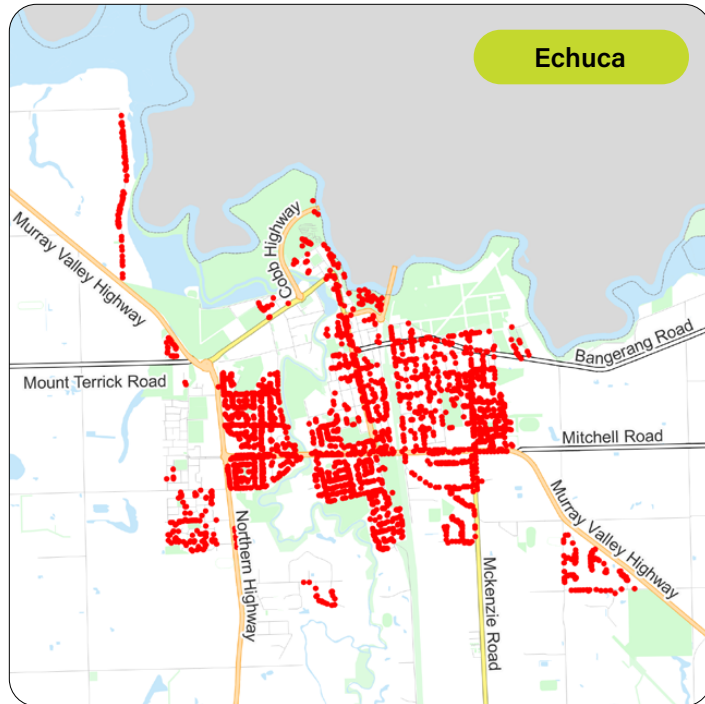 Echuca
Cobb Highway
Murray Valley Highway
Bangerang Road
Mount Terrick Road
Mitchell Road
Murray Valley Highway
Northern Highway
Mckenzie Road